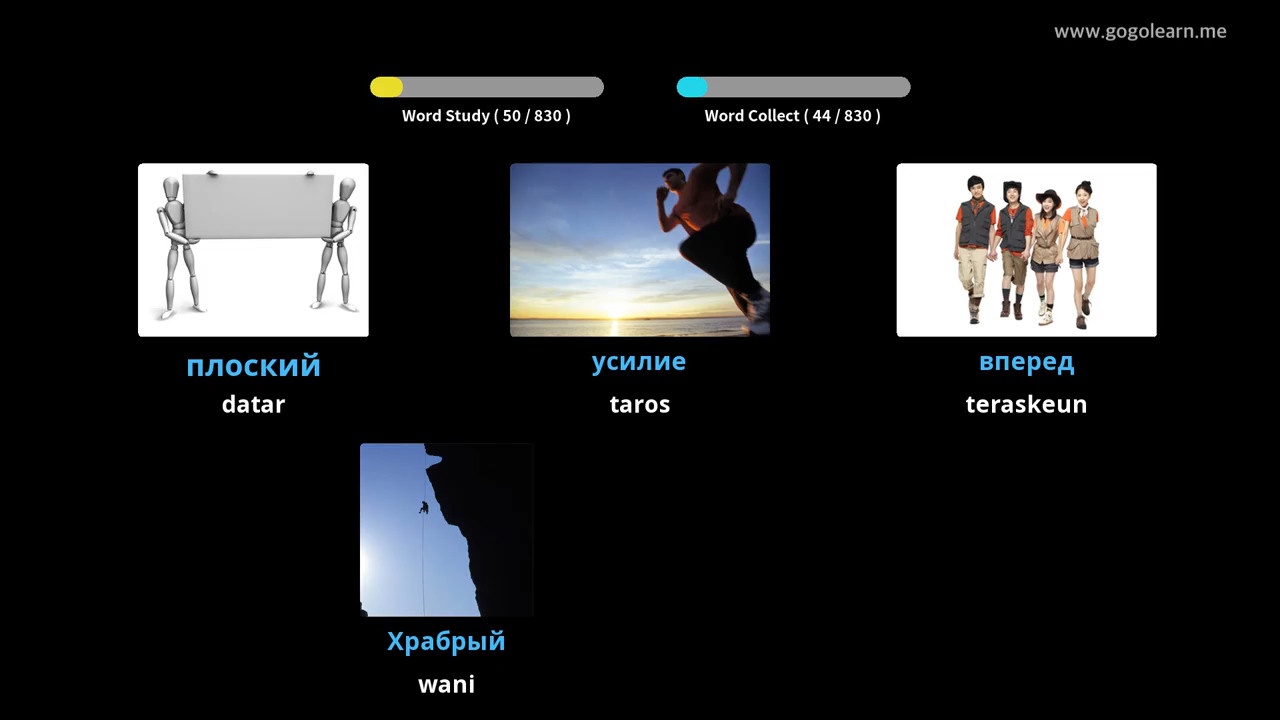 www.gogolearn.me
Word Study ( 50 / 830 )
Word Collect ( 44 / 830 )
плоский
datar
усилие
taros
вперед
teraskeun
Храбрый
wani